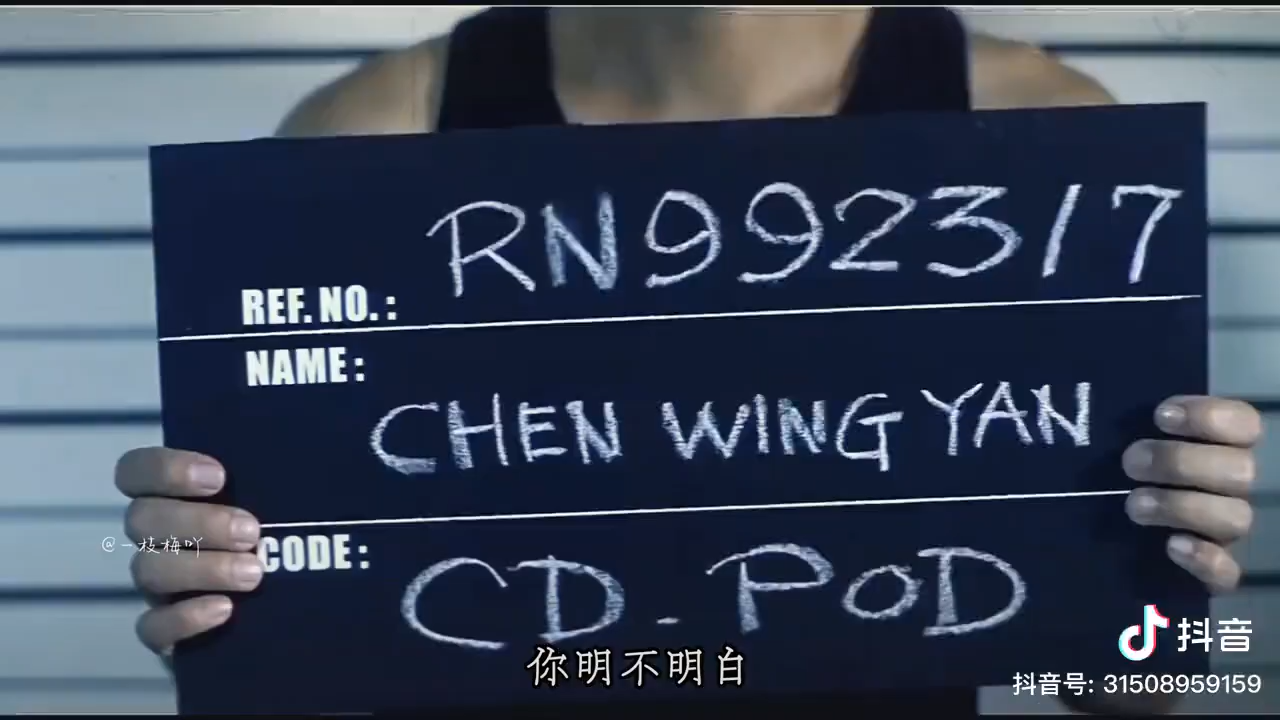 RN992317
REF. NO. :
NAME :
CHEN WING YAN
CODE :
CD - POD
@一枝梅吖
你明不明白
抖音
抖音号: 31508959159